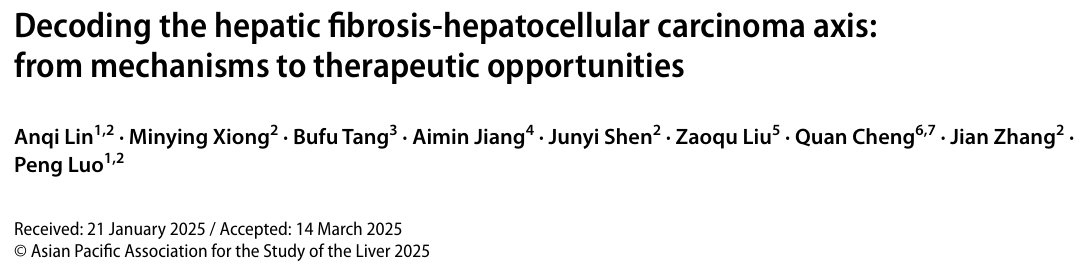 Decoding the hepatic fibrosis-hepatocellular carcinoma axis:
from mechanisms to therapeutic opportunities
Anqi Lin1,2 · Minying Xiong2 · Bufu Tang3 · Aimin Jiang4 · Junyi Shen2 · Zaoqu Liu5 · Quan Cheng6,7 · Jian Zhang2 ·
Peng Luo1,2
Received: 21 January 2025 / Accepted: 14 March 2025
© Asian Pacific Association for the Study of the Liver 2025